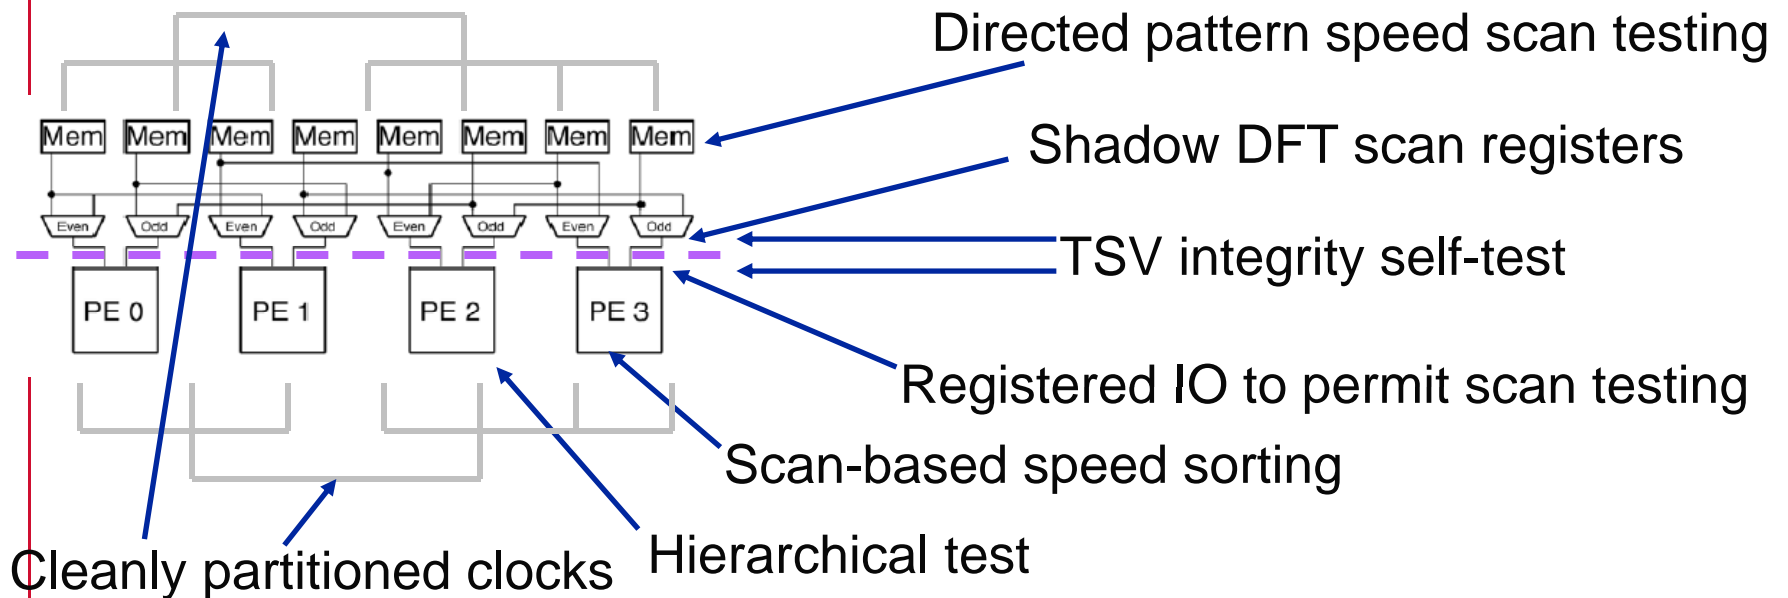 Directed pattern speed scan testing
Mem Mem Mem Mem Mem Mem Mem Mem
Shadow DFT scan registers
Even Odd Even Odd Even Odd Even Odd
TSV integrity self-test
PE 0 PE 1 PE 2 PE 3
Registered IO to permit scan testing
Scan-based speed sorting
Hierarchical test
Cleanly partitioned clocks